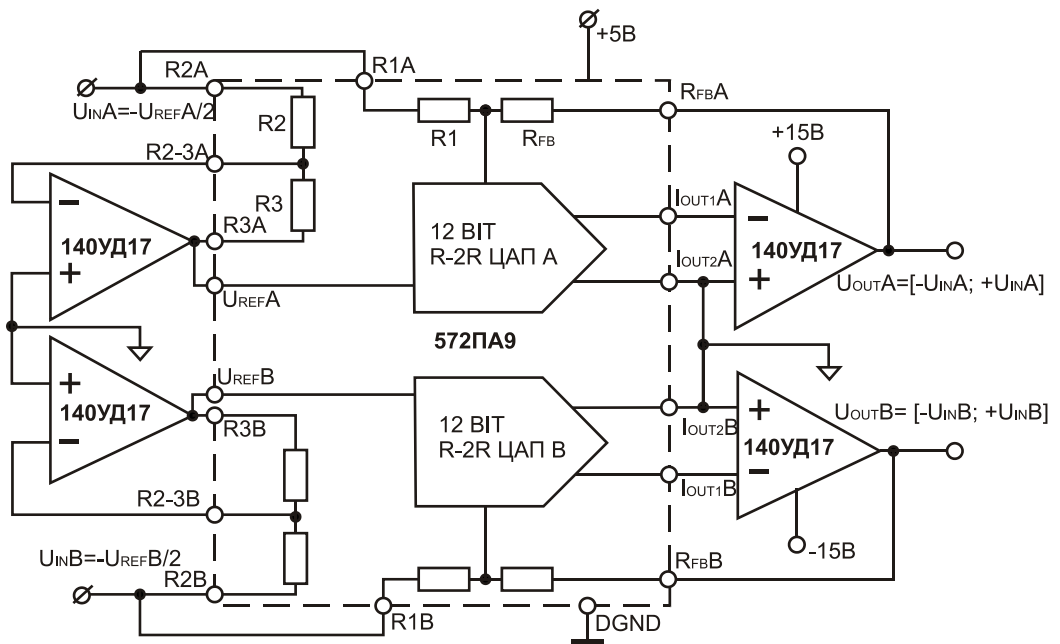 +5В
R1A
R2A
UINA=-UREFA/2
R2
R1
RFB
RFBA
+15В
R2-3A
R3
IOUT1A
–
140УД17
+
R3A
12 BIT
R-2R ЦАП А
IOUT2A
–
140УД17
+
UREFA
UOUTA=[-UINA; +UINA]
572ПА9
UREFB
+
140УД17
–
R3B
12 BIT
R-2R ЦАП В
IOUT2B
+
140УД17
–
UOUTB= [-UINB; +UINB]
IOUT1B
R2-3B
-15В
UINB=-UREFB/2
R2B
RFBB
R1B
DGND